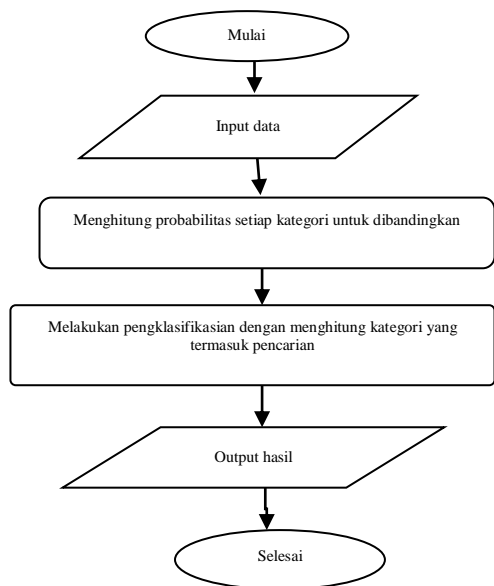 Mulai
Input data
Menghitung probabilitas setiap kategori untuk dibandingkan
Melakukan pengklasifikasian dengan menghitung kategori yang
termasuk pencarian
Output hasil
Selesai